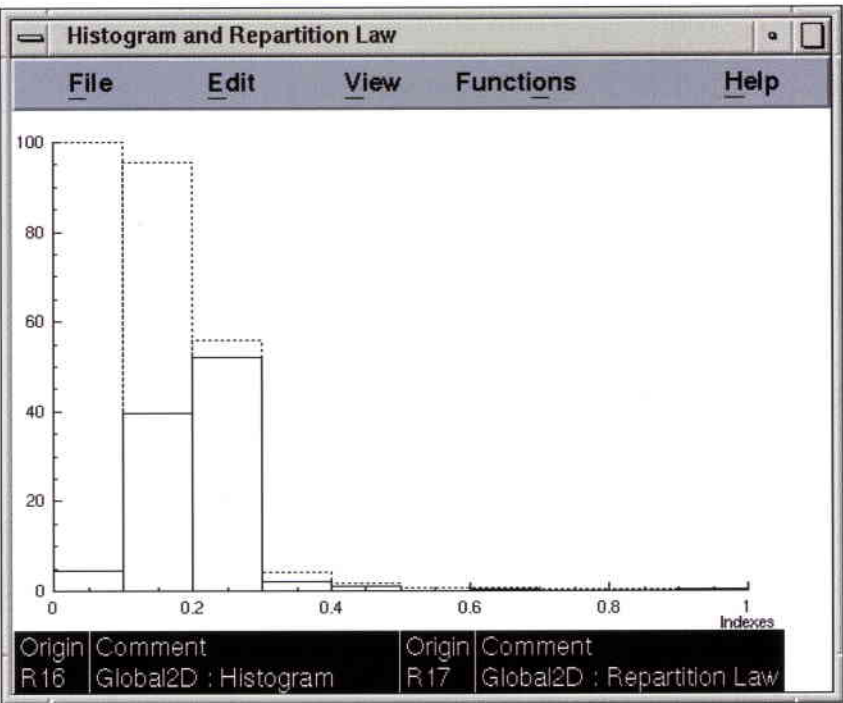 Histogram and Repartition Law
File Edit View Functions Help
100
80
60
40
20
0
0 0.2 0.4 0.6 0.8 1
Indexes
Origin Comment Origin Comment
R16 Global2D : Histogram R17 Global2D : Repartition Law